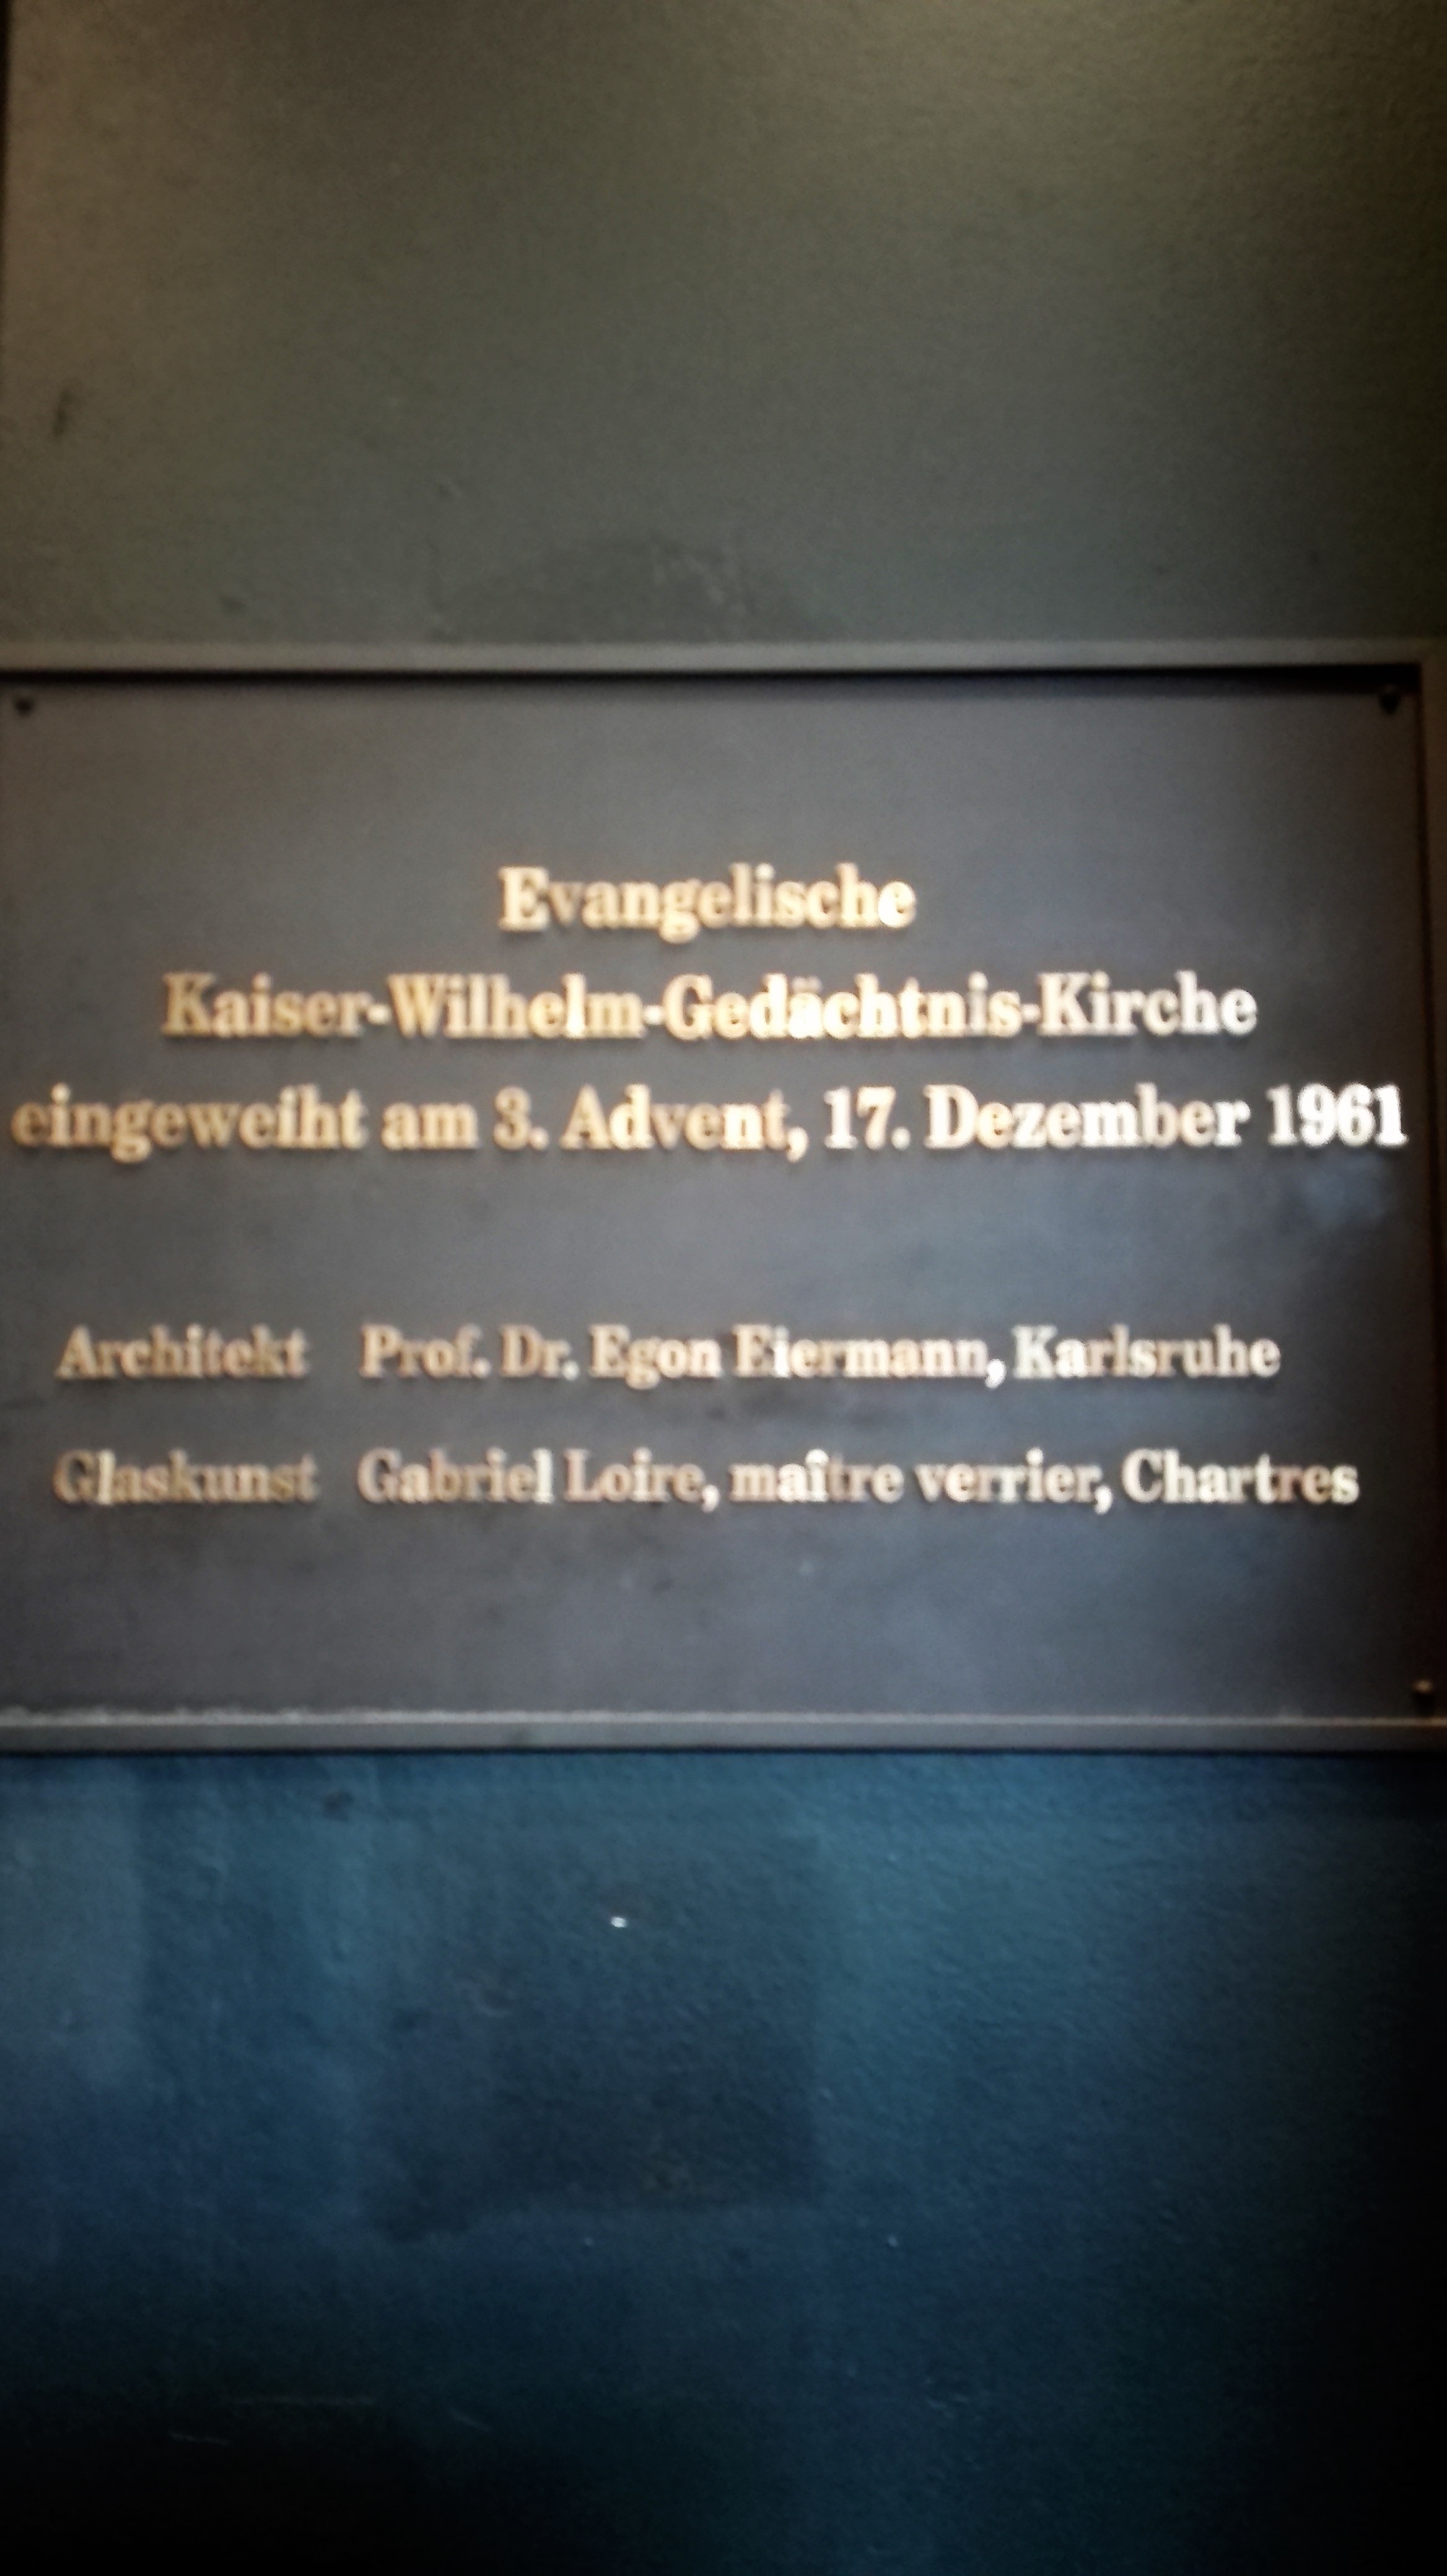 Evangelische
Kaiser-Wilhelm-Gedächtnis-Kirche
eingeweiht am 3. Advent, 17. Dezember 1961
Architekt Prof. Dr. Egon Eiermann, Karlsruhe
Glaskunst Gabriel Loire, maître verrier, Chartres